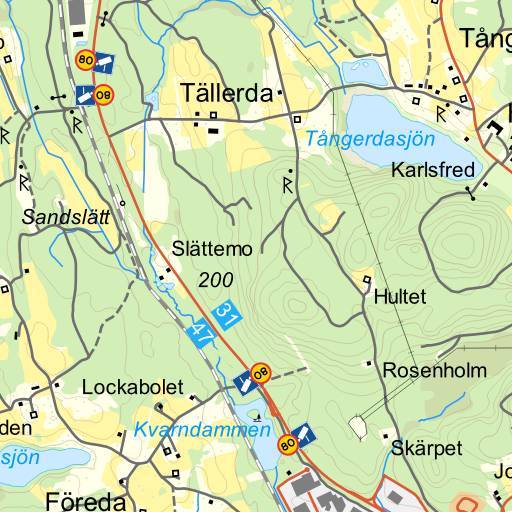 Tång
80
80
Tällerda
Tångerdasjön
Karlsfred
Sandslätt
Slättemo
200
31
47
Hultet
80
Rosenholm
Lockabolet
Kvarndammen
80
Skärpet
den
sjön
Jo
Föreda